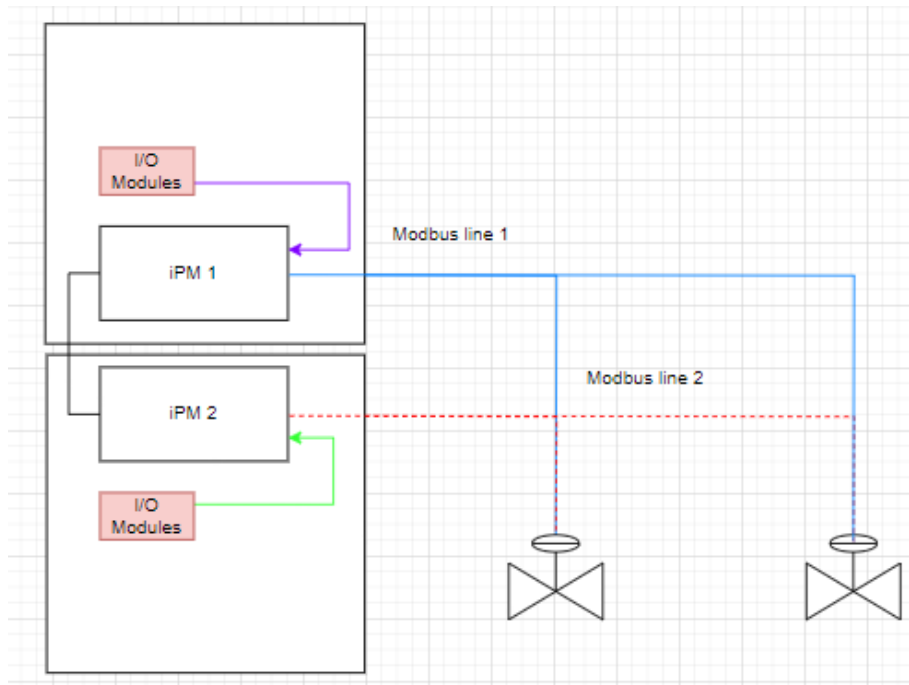 I/O
Modules
iPM 1
Modbus line 1
Modbus line 2
iPM 2
I/O
Modules